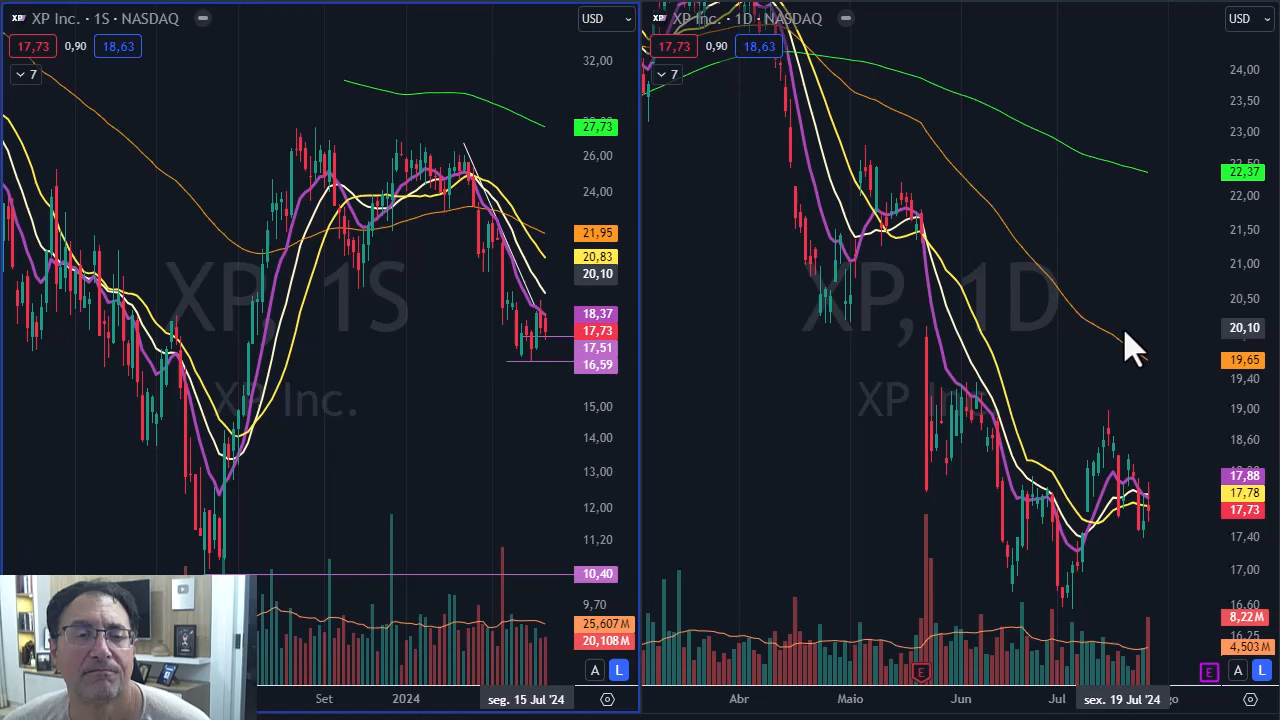 XP Inc. · 1S · NASDAQ
17,73 0,90 18,63
7
USD
32,00
27,73
26,00
24,00
21,95
20,83
20,10
18,37
17,73
17,51
16,59
15,00
14,00
13,00
12,00
11,20
10,40
9,70
25,607 M
20,108 M
A L
XP, 1S
XP Inc.
Set 2024 seg. 15 Jul '24
XP Inc. · 1D · NASDAQ
17,73 0,90 18,63
7
USD
24,00
23,50
23,00
22,50
22,37
22,00
21,50
21,00
20,50
20,10
19,65
19,40
19,00
18,60
17,88
17,78
17,73
17,40
17,00
16,60
16,25
8,22 M
4,503 M
E
E A L
XP, 1D
XP Inc.
Abr Maio Jun Jul sex. 19 Jul '24 go